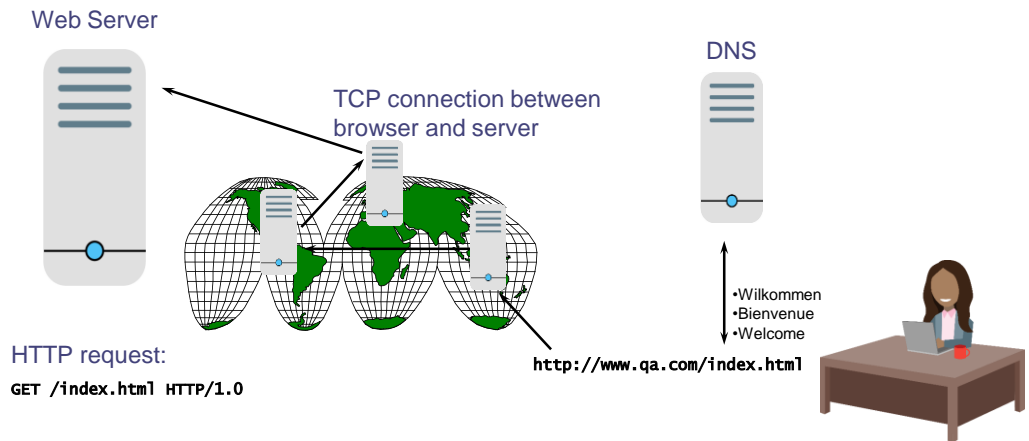 Web Server
DNS
TCP connection between
browser and server
•Wilkommen
•Bienvenue
•Welcome
HTTP request:
http://www.qa.com/index.html
GET /index.html HTTP/1.0